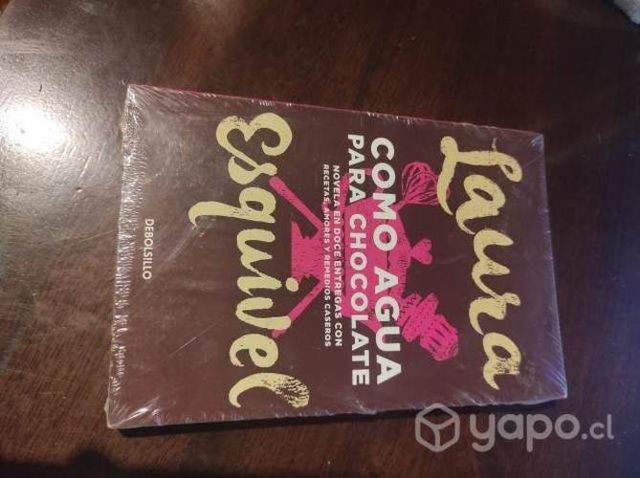 Laura
COMO AGUA
PARA CHOCOLATE
NOVELA EN DOCE ENTREGAS CON
RECETAS, AMORES Y REMEDIOS CASEROS
Esquivel
DEBOLSILLO
yapo.cl